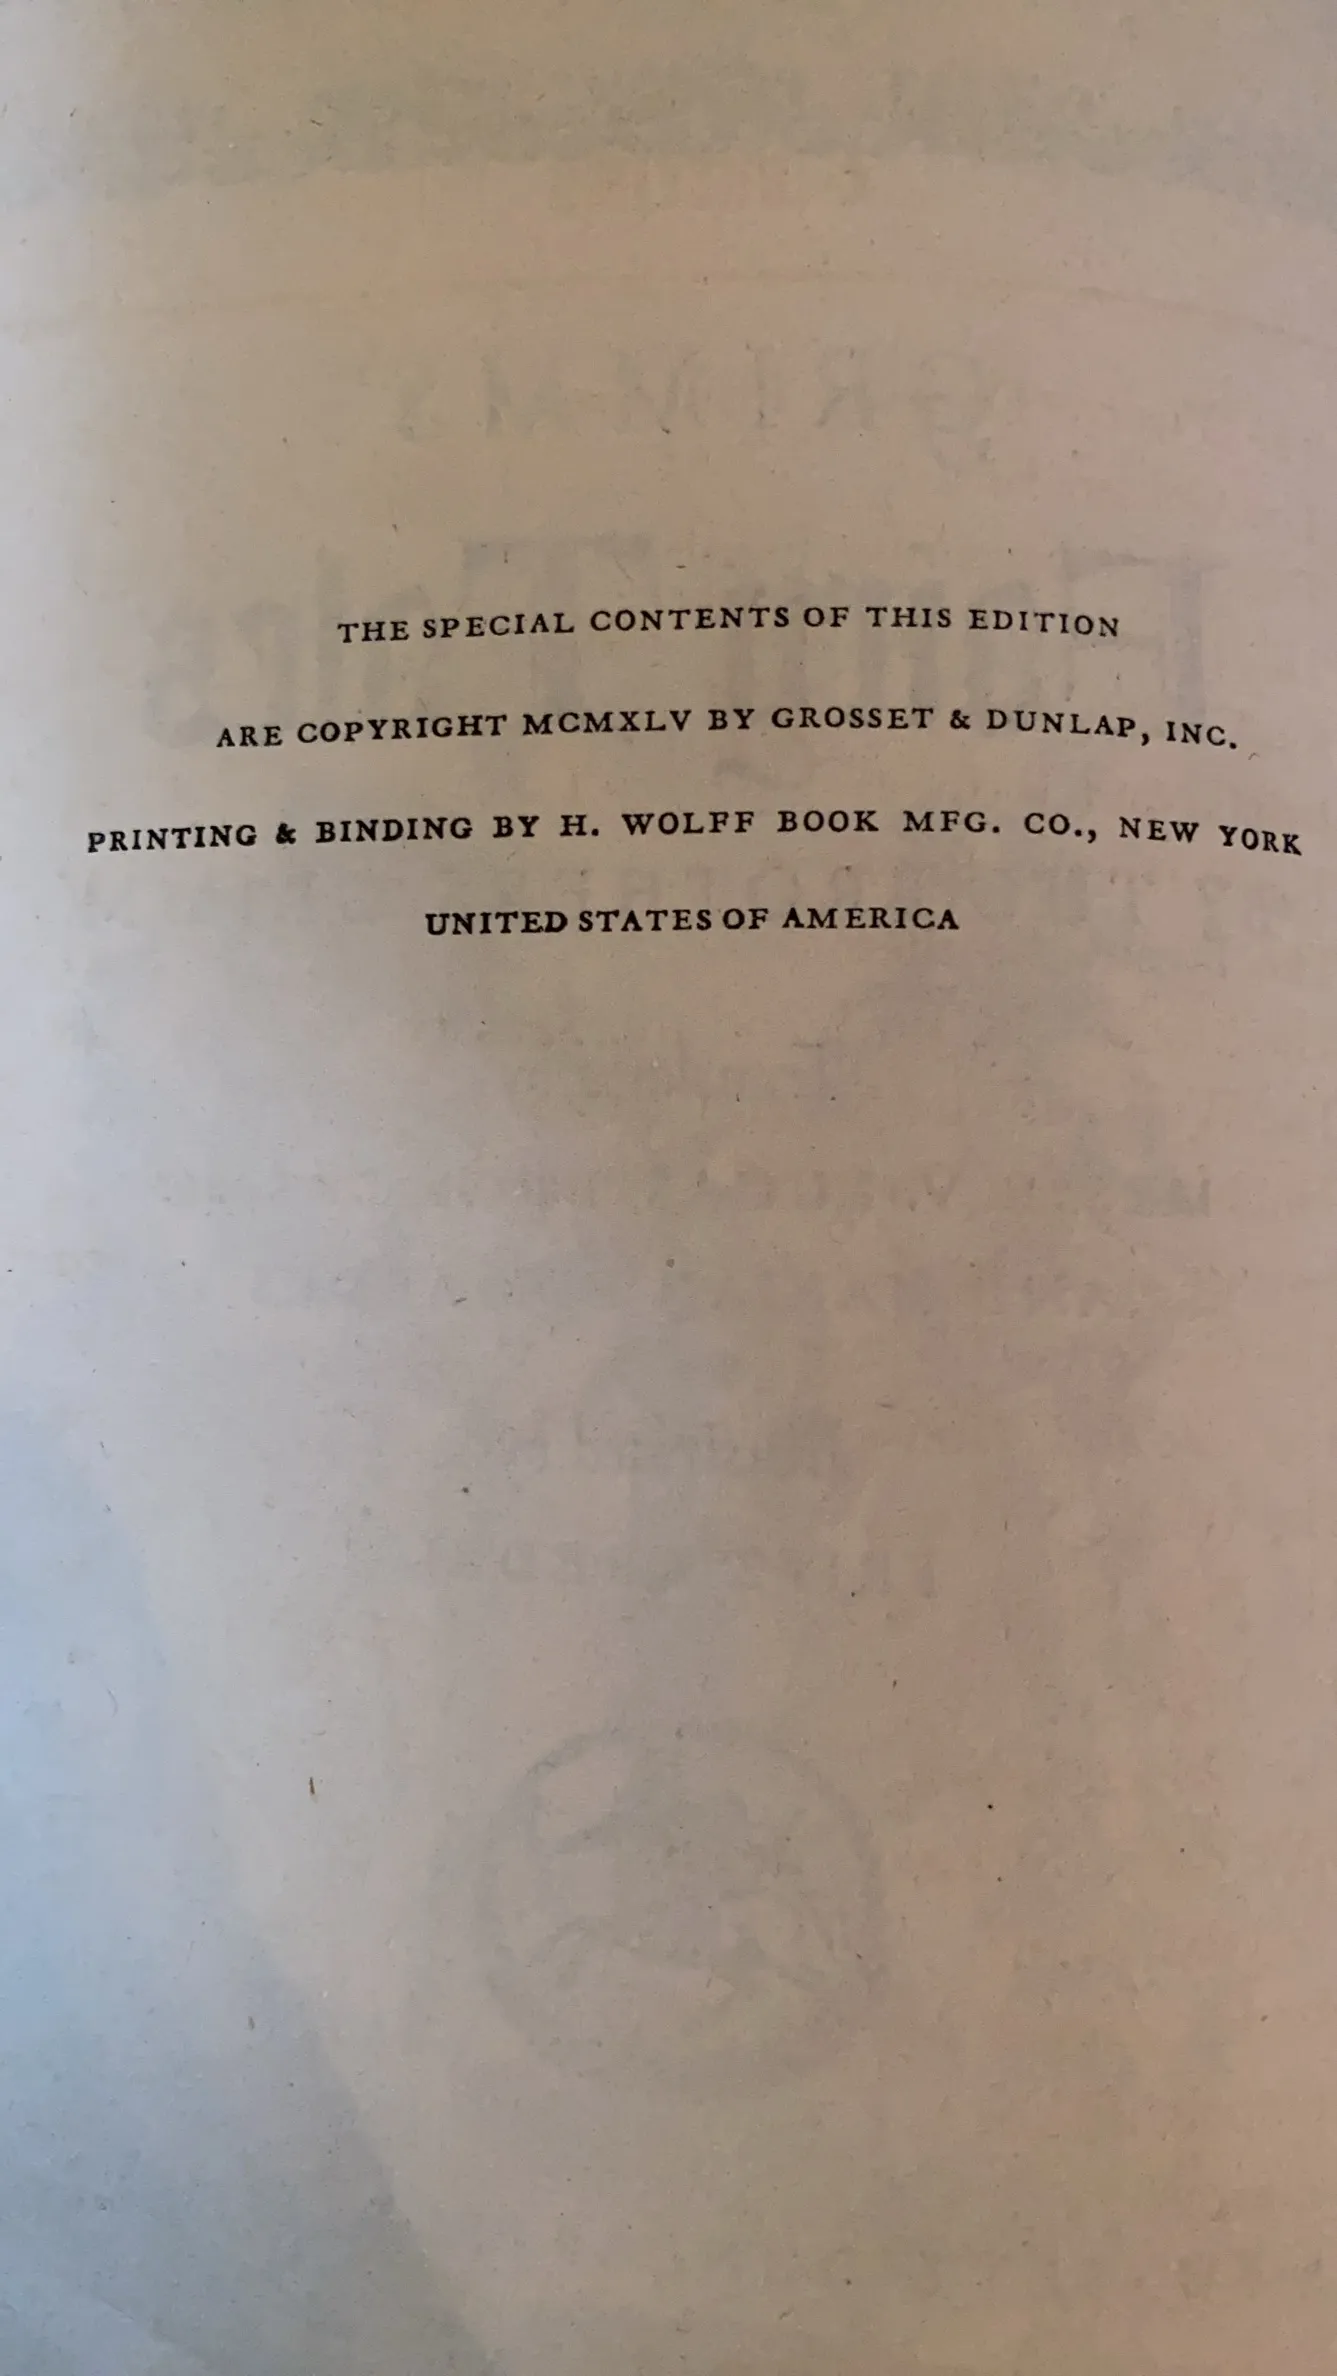 THE SPECIAL CONTENTS OF THIS EDITION
ARE COPYRIGHT MCMXLV BY GROSSET & DUNLAP, INC.
PRINTING & BINDING BY H. WOLFF BOOK MFG. CO., NEW YORK
UNITED STATES OF AMERICA